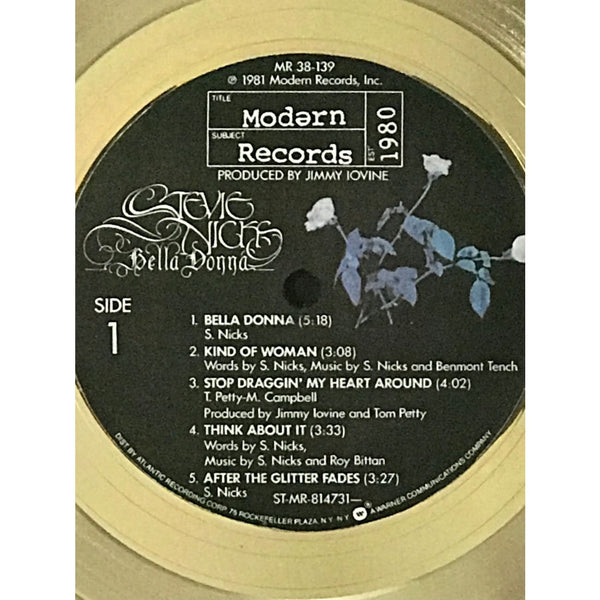 MR 38-139
℗ 1981 Modern Records, Inc.
TITLE
Modərn
SUBJECT
Records
EST 1980
PRODUCED BY JIMMY IOVINE
STEVIE
NICKS
Bella Donna
SIDE
1
1. BELLA DONNA (5:18)
S. Nicks
2. KIND OF WOMAN (3:08)
Words by S. Nicks, Music by S. Nicks and Benmont Tench
3. STOP DRAGGIN' MY HEART AROUND (4:02)
T. Petty-M. Campbell
Produced by Jimmy Iovine and Tom Petty
4. THINK ABOUT IT (3:33)
Words by S. Nicks,
Music by S. Nicks and Roy Bittan
5. AFTER THE GLITTER FADES (3:27)
S. Nicks
ST-MR-814731—
DIST. BY ATLANTIC RECORDING CORP. 75 ROCKEFELLER PLAZA, N.Y. N.Y. W A WARNER COMMUNICATIONS COMPANY